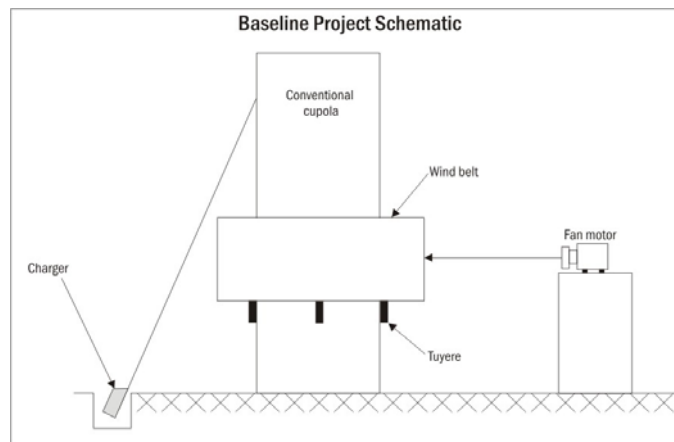 Baseline Project Schematic
Conventional
cupola
Wind belt
Fan motor
Charger
Tuyere